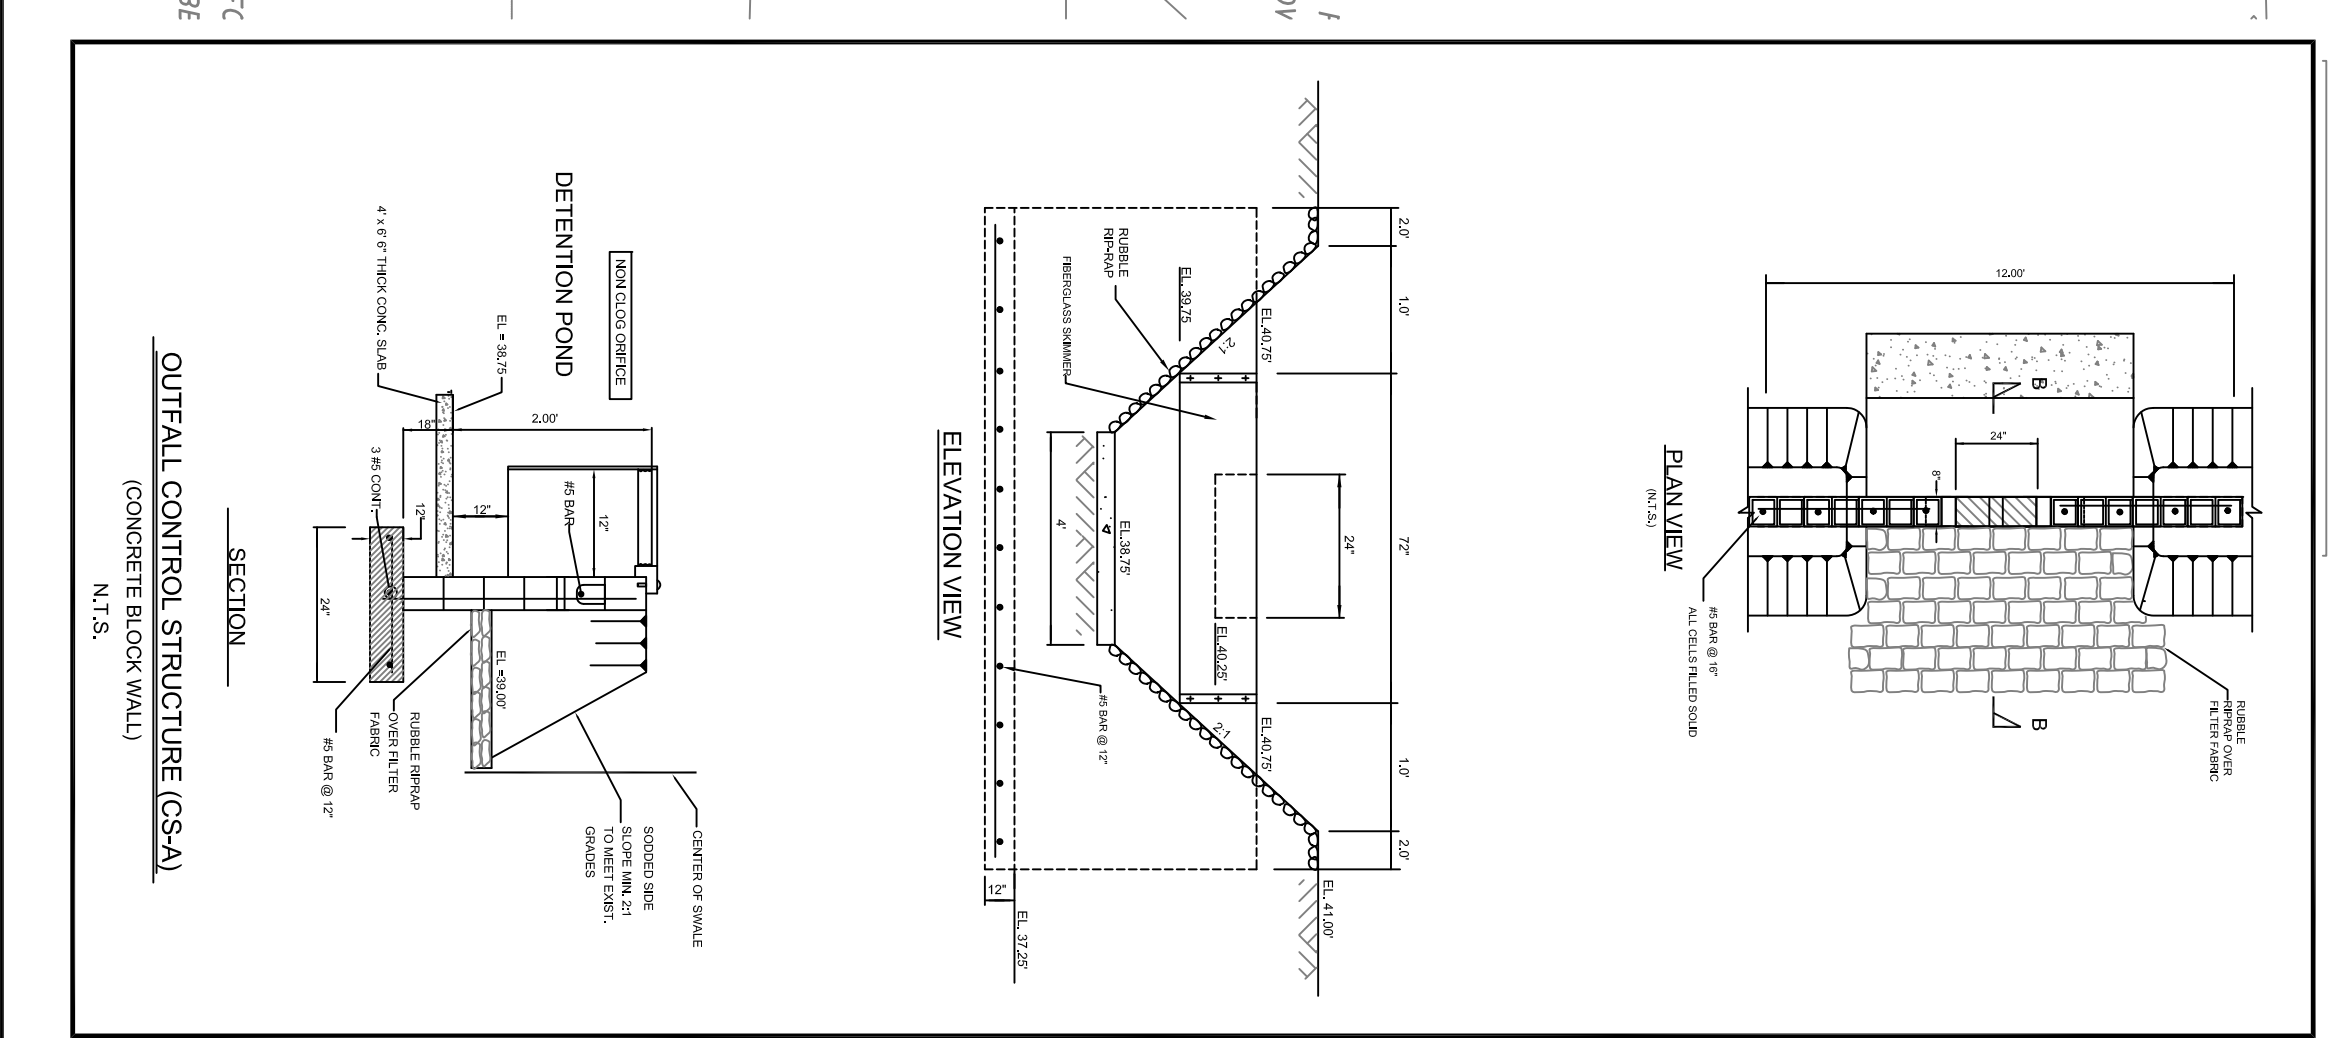 12.00'
B
24"
8"
B
PLAN VIEW
(N.T.S.)
#5 BAR @ 16"
ALL CELLS FILLED SOLID
RUBBLE
RIPRAP OVER
FILTER FABRIC
2.0'
1.0'
72"
1.0'
2.0'
24"
EL. 41.00'
EL.40.75'
EL.40.75'
2:1
2:1
EL. 39.75
EL.40.25'
RUBBLE
RIP-RAP
FIBERGLASS SKIMMER
EL.38.75'
4'
#5 BAR @ 12"
12"
EL. 37.25'
ELEVATION VIEW
NON CLOG ORIFICE
DETENTION POND
EL = 38.75
4' x 6' 6" THICK CONC. SLAB
2.00'
18"
12"
12"
#5 BAR
12"
3 #5 CONT.
24"
EL =39.00'
CENTER OF SWALE
SODDED SIDE
SLOPE MIN. 2:1
TO MEET EXIST.
GRADES
RUBBLE RIPRAP
OVER FILTER
FABRIC
#5 BAR @ 12"
SECTION
OUTFALL CONTROL STRUCTURE (CS-A)
(CONCRETE BLOCK WALL)
N.T.S.